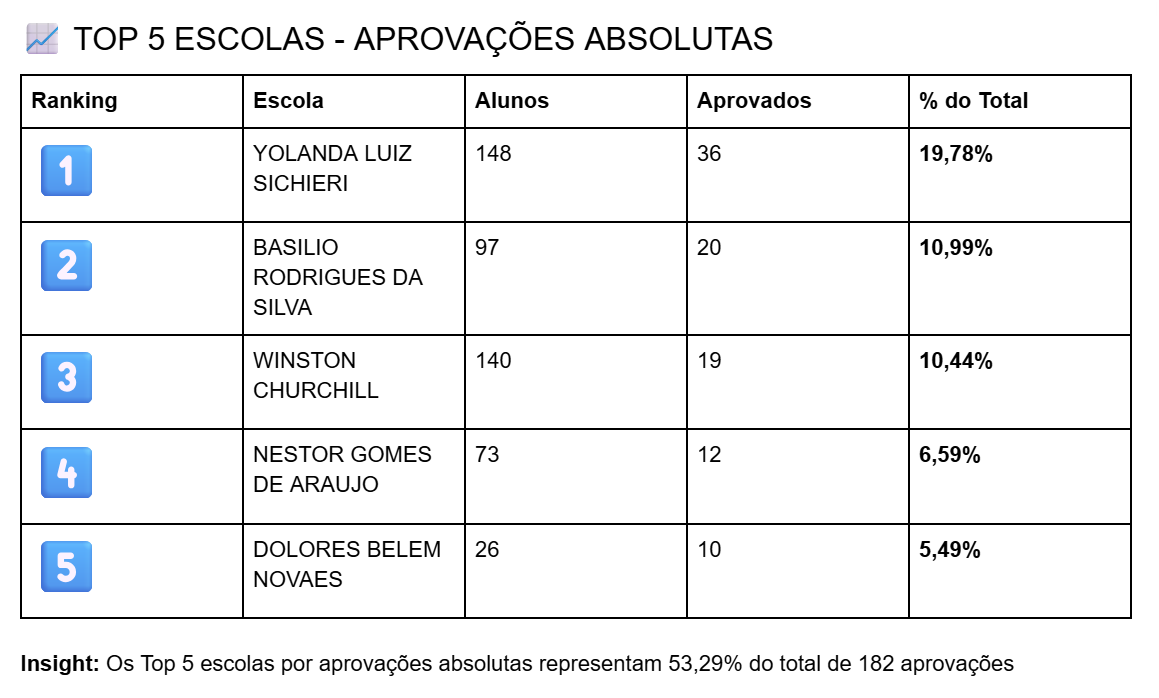 📈 TOP 5 ESCOLAS - APROVAÇÕES ABSOLUTAS
Ranking Escola Alunos Aprovados % do Total
1 YOLANDA LUIZ 148 36 19,78%
SICHIERI
2 BASILIO 97 20 10,99%
RODRIGUES DA
SILVA
3 WINSTON 140 19 10,44%
CHURCHILL
4 NESTOR GOMES 73 12 6,59%
DE ARAUJO
5 DOLORES BELEM 26 10 5,49%
NOVAES
Insight: Os Top 5 escolas por aprovações absolutas representam 53,29% do total de 182 aprovações